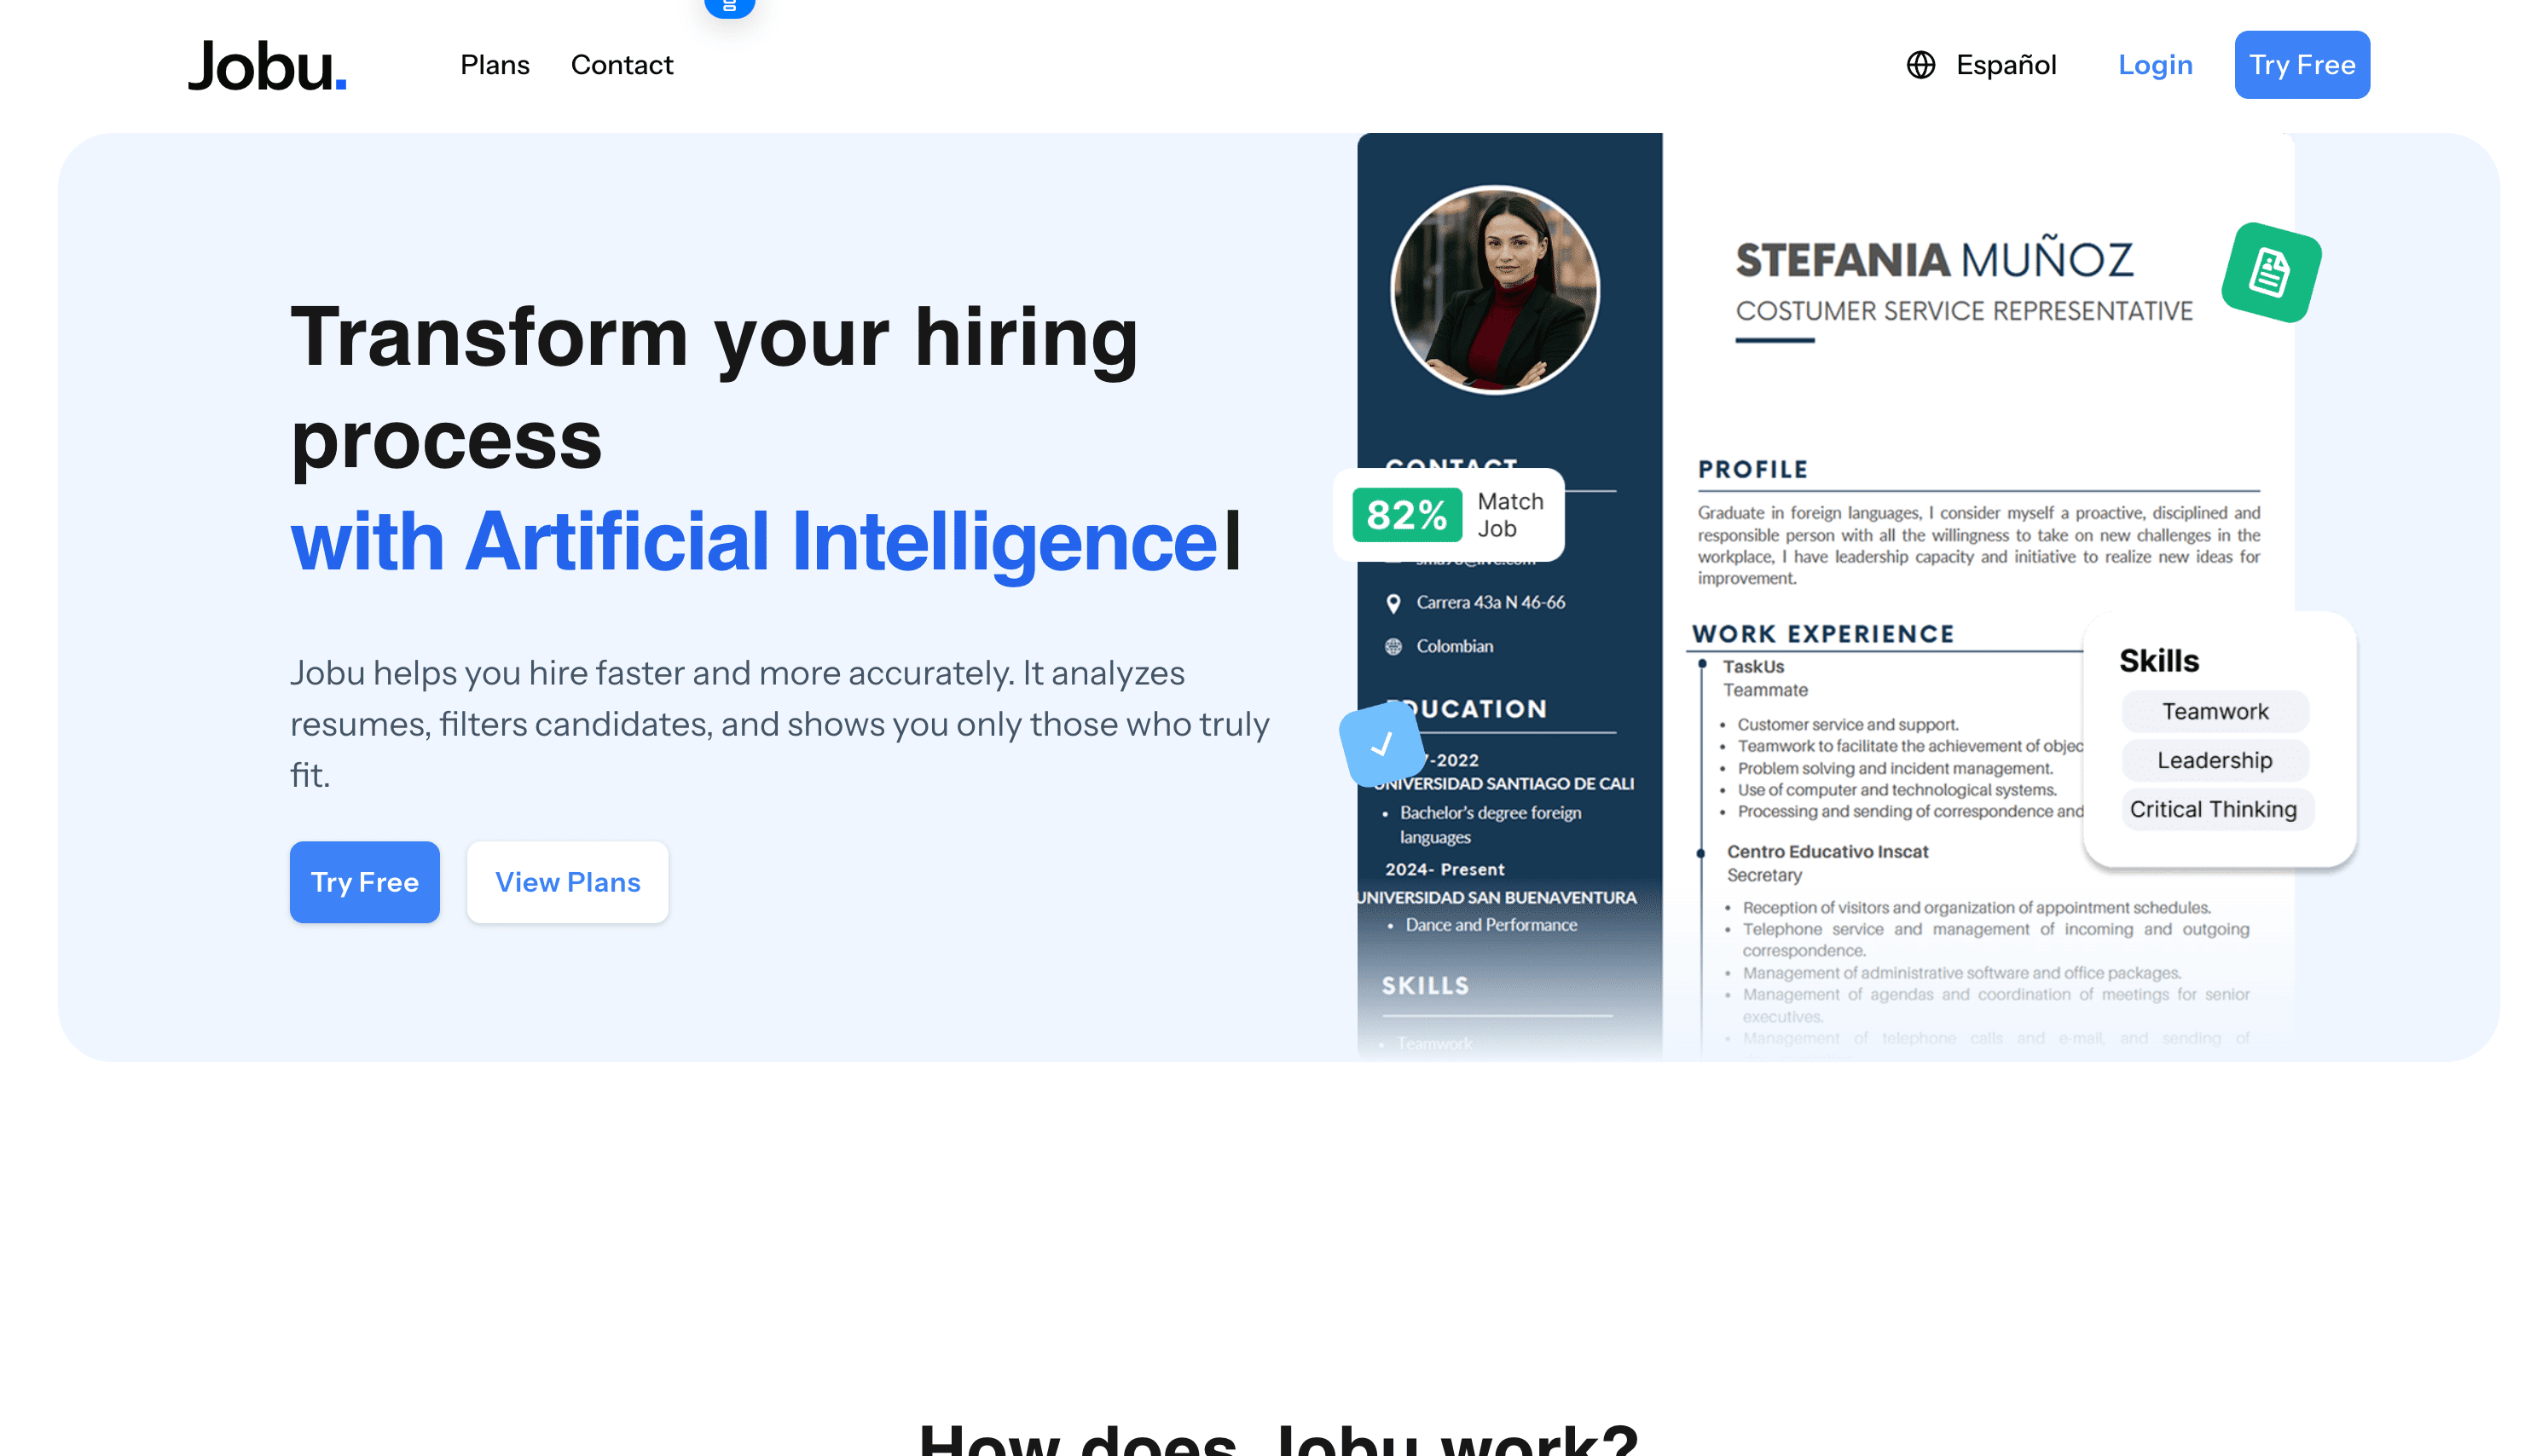 Jobu.
Plans
Contact
Español
Login
Try Free
Transform your hiring
process
with Artificial Intelligence
Jobu helps you hire faster and more accurately. It analyzes
resumes, filters candidates, and shows you only those who truly
fit.
Try Free
View Plans
STEFANIA MUÑOZ
COSTUMER SERVICE REPRESENTATIVE
CONTACT
82%
Match
Job
Carrera 43a N 46-66
Colombian
EDUCATION
-2022
UNIVERSIDAD SANTIAGO DE CALI
• Bachelor's degree foreign
languages
2024- Present
UNIVERSIDAD SAN BUENAVENTURA
• Dance and Performance
SKILLS
• Teamwork
PROFILE
Graduate in foreign languages, I consider myself a proactive, disciplined and
responsible person with all the willingness to take on new challenges in the
workplace, I have leadership capacity and initiative to realize new ideas for
improvement.
WORK EXPERIENCE
TaskUs
Teammate
• Customer service and support.
• Teamwork to facilitate the achievement of objec
• Problem solving and incident management.
• Use of computer and technological systems.
• Processing and sending of correspondence and
Centro Educativo Inscat
Secretary
• Reception of visitors and organization of appointment schedules.
• Telephone service and management of incoming and outgoing
correspondence.
• Management of administrative software and office packages.
• Management of agendas and coordination of meetings for senior
executives.
• Management of telephone calls and e-mail, and sending of
Skills
Teamwork
Leadership
Critical Thinking
How does Jobu work?